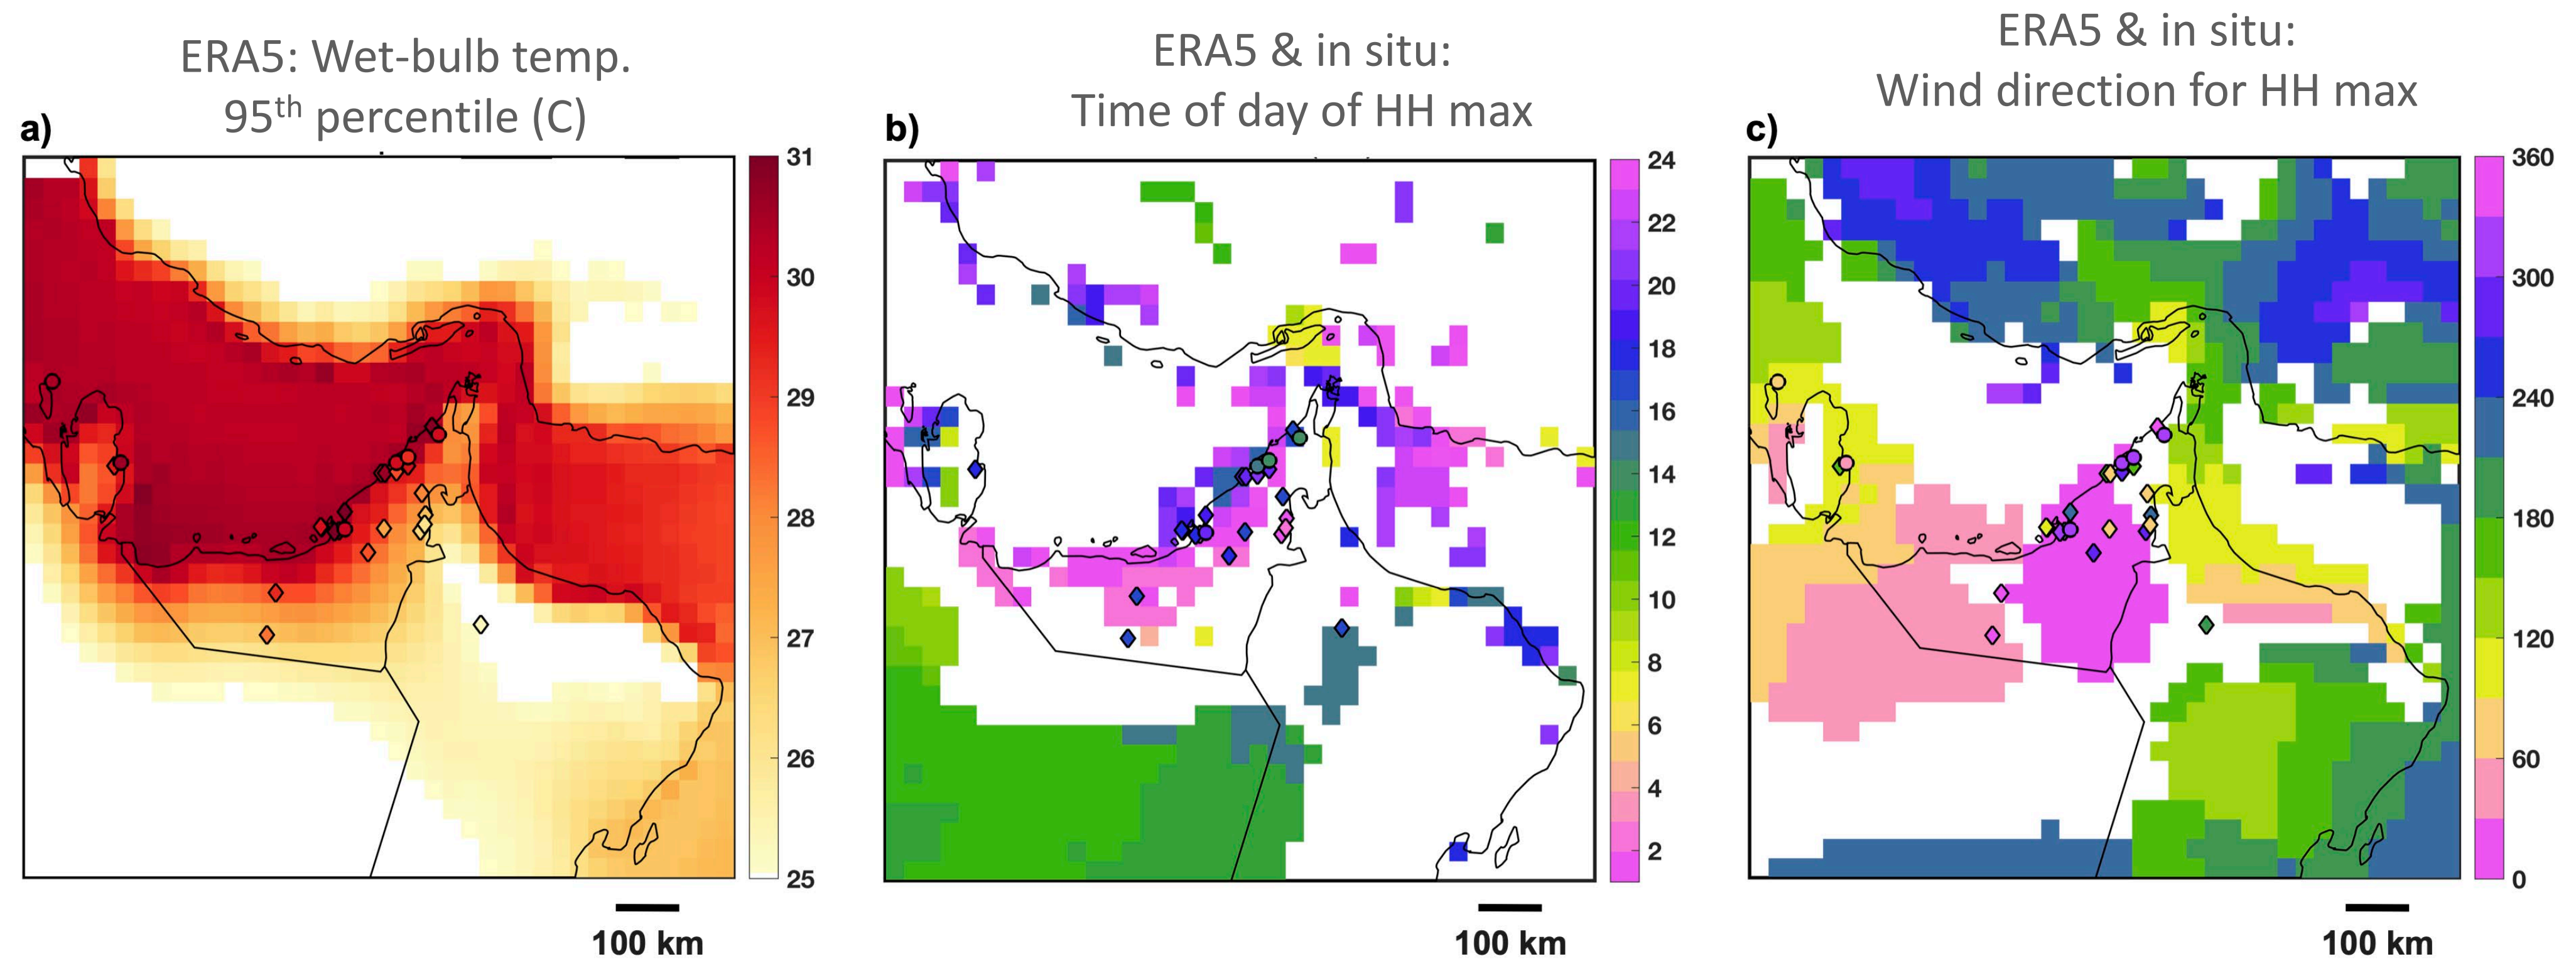 ERA5: Wet-bulb temp.
95th percentile (C)
a)
31
30
29
28
27
26
25
100 km
ERA5 & in situ:
Time of day of HH max
b)
24
22
20
18
16
14
12
10
8
6
4
2
100 km
ERA5 & in situ:
Wind direction for HH max
c)
360
300
240
180
120
60
0
100 km